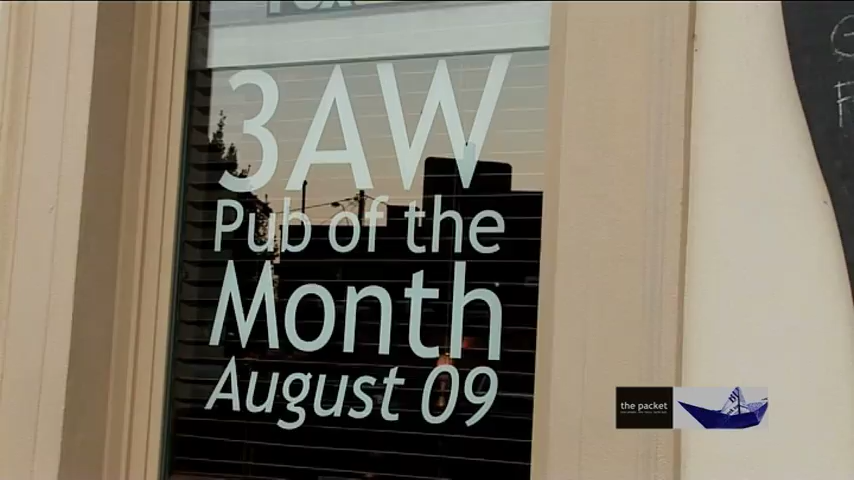 3AW
Pub of the
Month
August 09
the packet